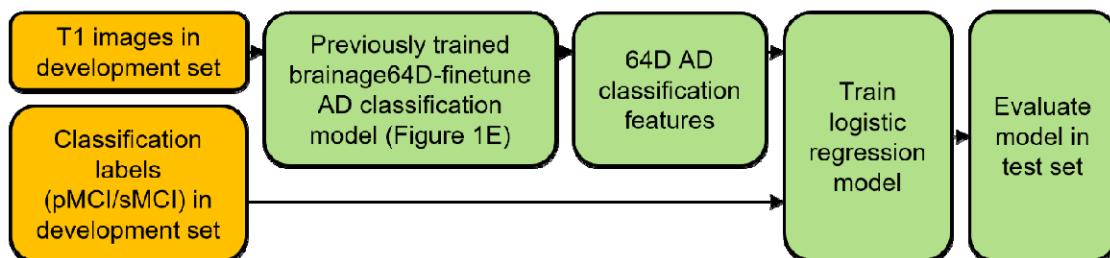 T1 images in
development set
Previously trained
brainage64D-finetune
AD classification
model (Figure 1E)
64D AD
classification
features
Classification
labels
(pMCI/sMCI) in
development set
Train
logistic
regression
model
Evaluate
model in
test set